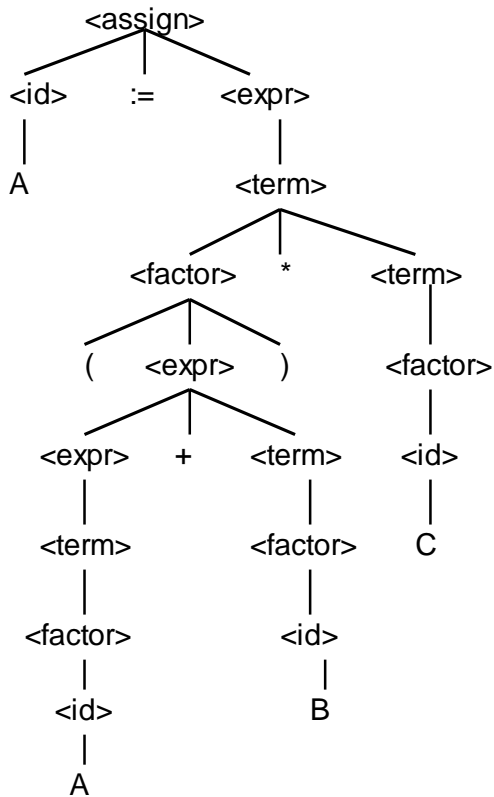 <assign>
<id> := <expr>
A <term>
<factor> * <term>
( <expr> ) <factor>
<expr> + <term> <id>
<term> <factor> C
<factor> <id>
<id> B
A